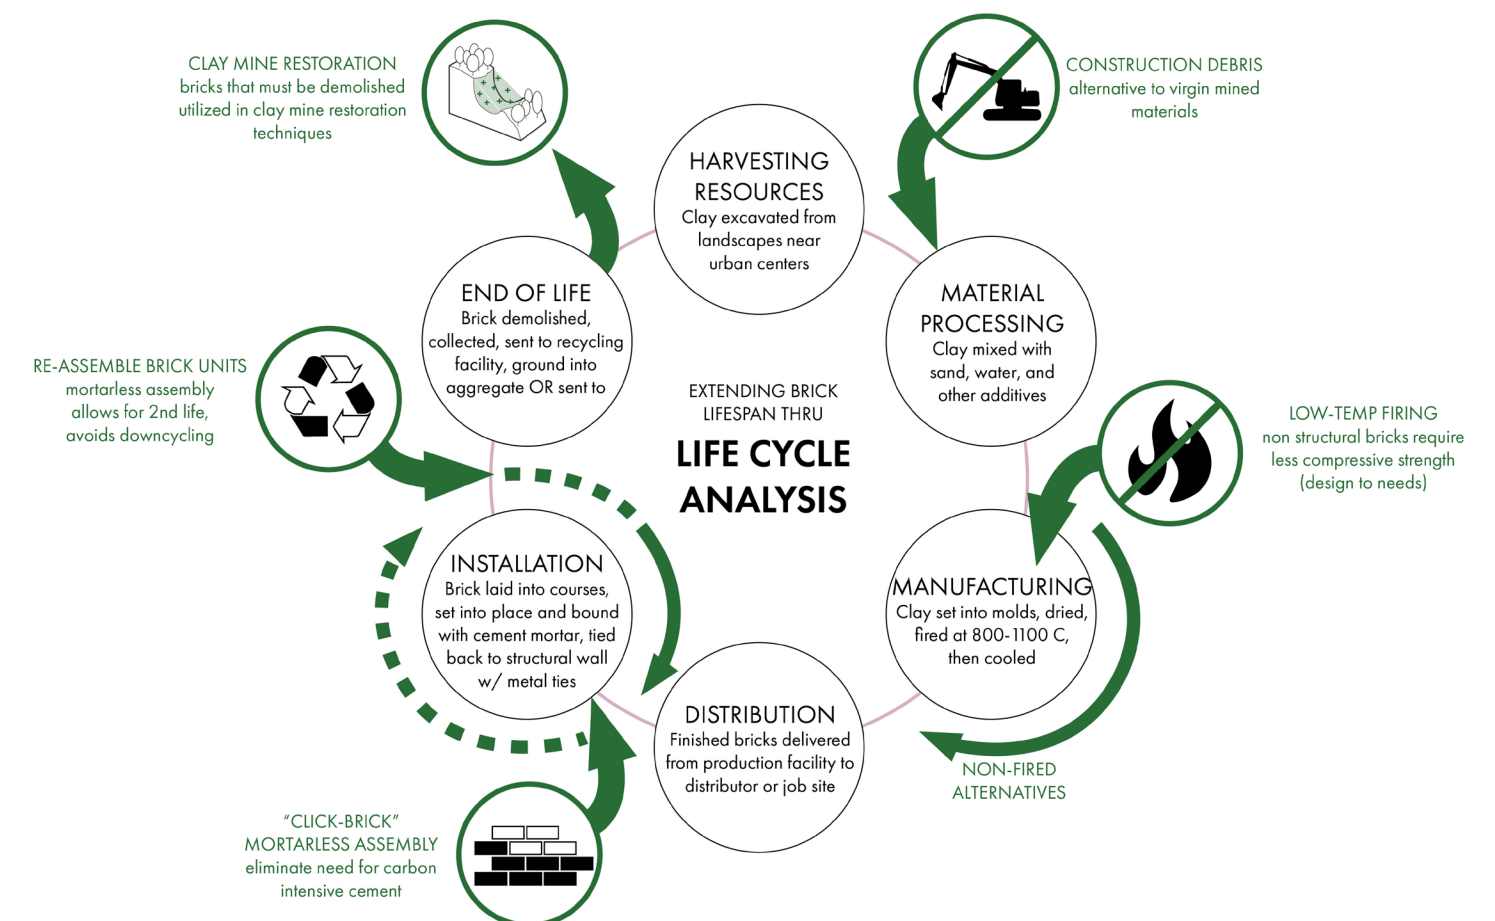 CLAY MINE RESTORATION
bricks that must be demolished
utilized in clay mine restoration
techniques
CONSTRUCTION DEBRIS
alternative to virgin mined
materials
HARVESTING
RESOURCES
Clay excavated from
landscapes near
urban centers
END OF LIFE
Brick demolished,
collected, sent to recycling
facility, ground into
aggregate OR sent to
MATERIAL
PROCESSING
Clay mixed with
sand, water, and
other additives
RE-ASSEMBLE BRICK UNITS
mortarless assembly
allows for 2nd life,
avoids downcycling
EXTENDING BRICK
LIFESPAN THRU
LIFE CYCLE
ANALYSIS
LOW-TEMP FIRING
non structural bricks require
less compressive strength
(design to needs)
INSTALLATION
Brick laid into courses,
set into place and bound
with cement mortar, tied
back to structural wall
w/ metal ties
MANUFACTURING
Clay set into molds, dried,
fired at 800-1100 C,
then cooled
DISTRIBUTION
Finished bricks delivered
from production facility to
distributor or job site
NON-FIRED
ALTERNATIVES
“CLICK-BRICK”
MORTARLESS ASSEMBLY
eliminate need for carbon
intensive cement